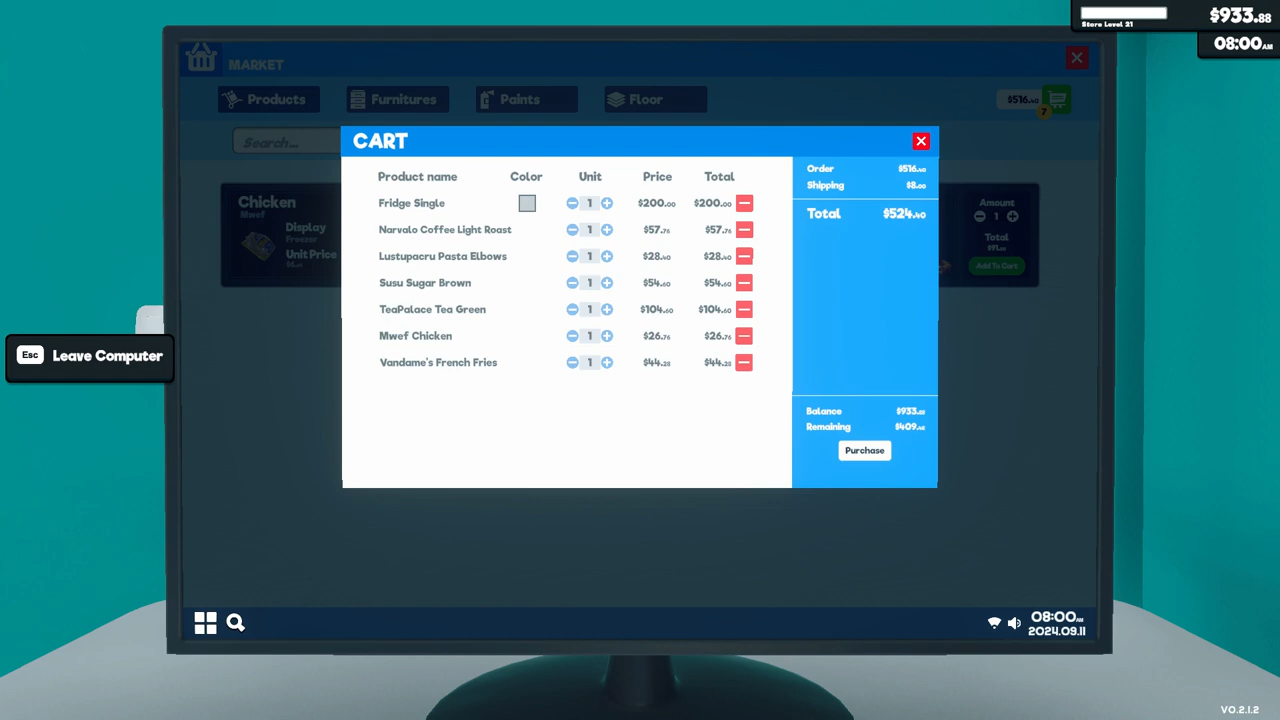 $933.88
Store Level 21
08:00AM
MARKET
Products
Furnitures
Paints
Floor
$516.40
7
Search...
CART
Product name Color Unit Price Total
Fridge Single 1 $200.00 $200.00
Narvalo Coffee Light Roast 1 $57.76 $57.76
Lustupacru Pasta Elbows 1 $28.40 $28.40
Susu Sugar Brown 1 $54.60 $54.60
TeaPalace Tea Green 1 $104.60 $104.60
Mwef Chicken 1 $26.76 $26.76
Vandame's French Fries 1 $44.28 $44.28
Order $516.40
Shipping $8.00
Total $524.40
Balance $933.88
Remaining $409.48
Purchase
Chicken
Mwef
Display
Freezer
Unit Price
Amount
1
Total
Add To Cart
Esc Leave Computer
08:00AM
2024.09.11
V0.2.1.2